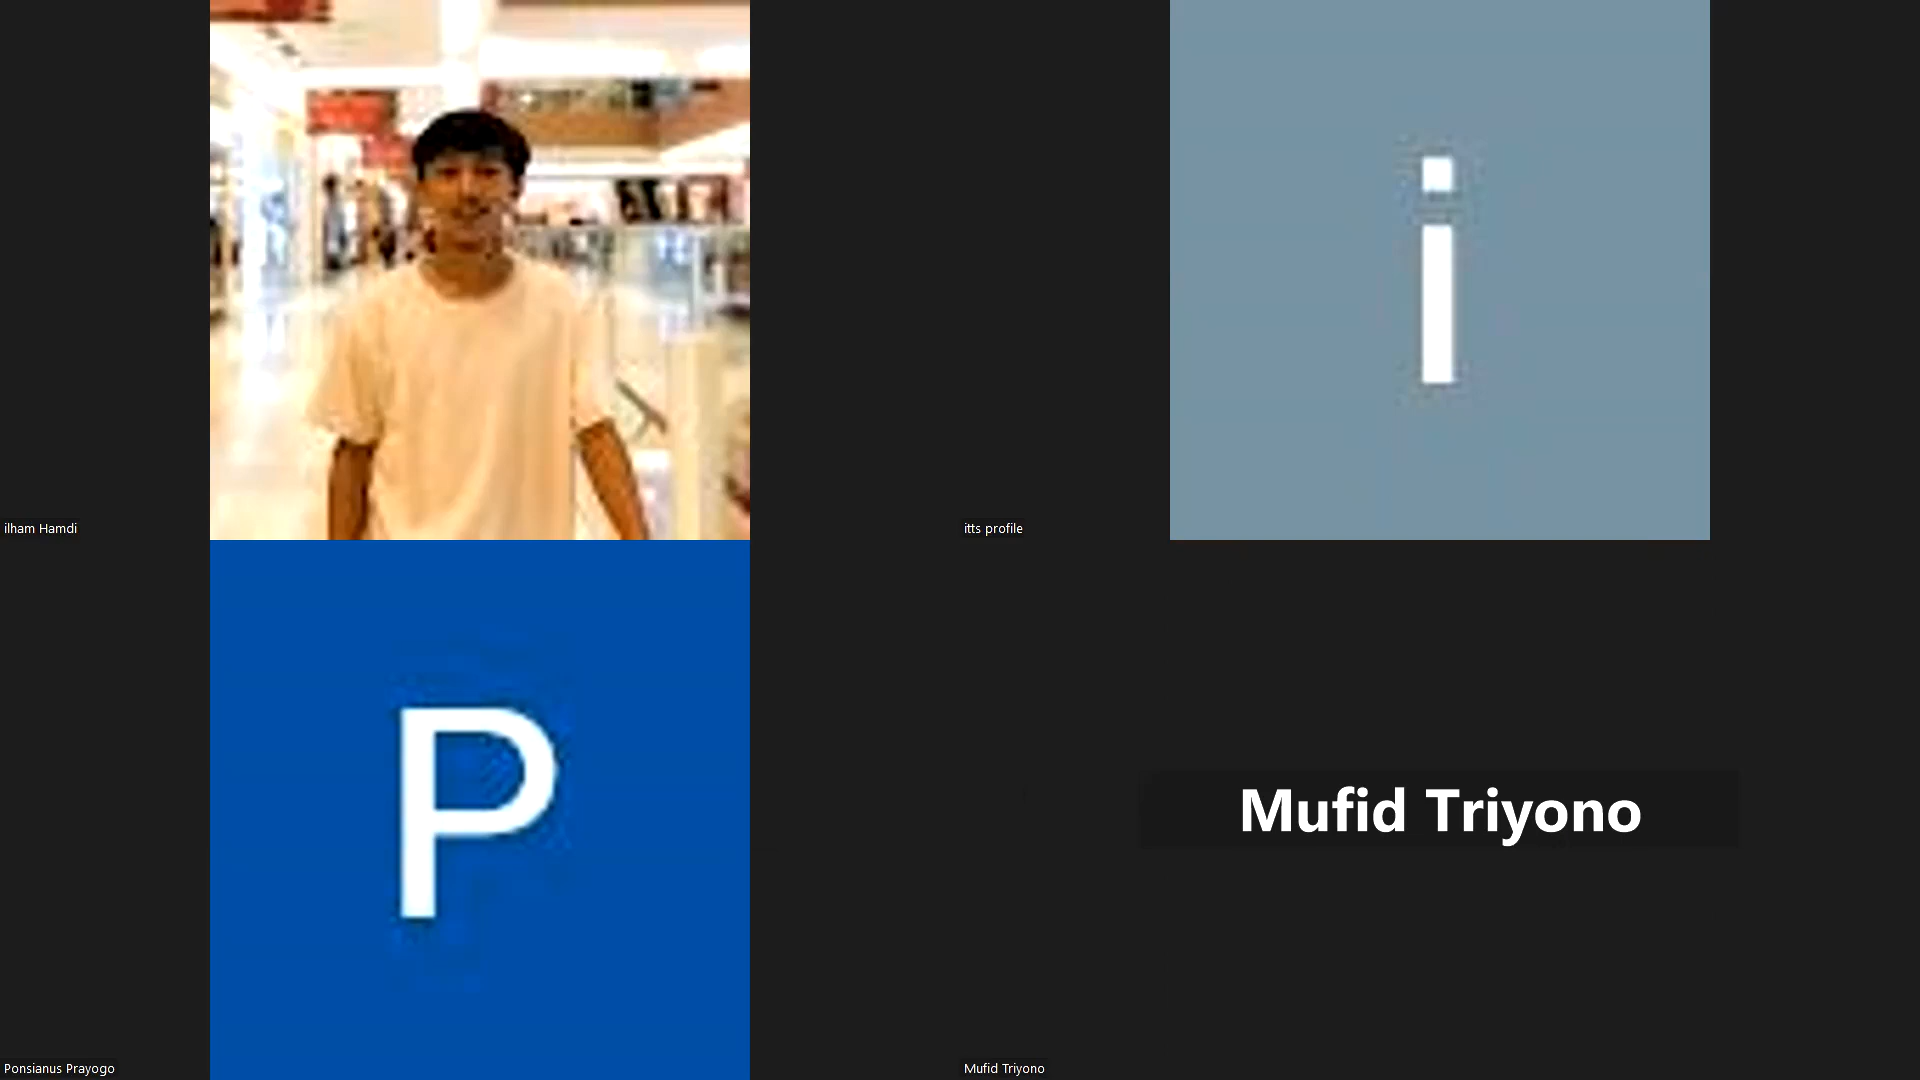 ilham Hamdi
i
itts profile
P
Ponsianus Prayogo
Mufid Triyono
Mufid Triyono